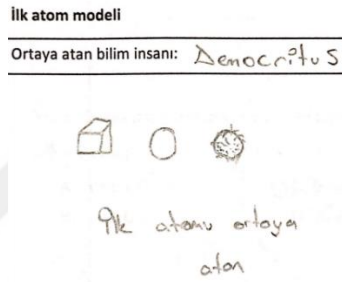 İlk atom modeli
Ortaya atan bilim insanı: Democritus
İlk atomu ortaya
atan